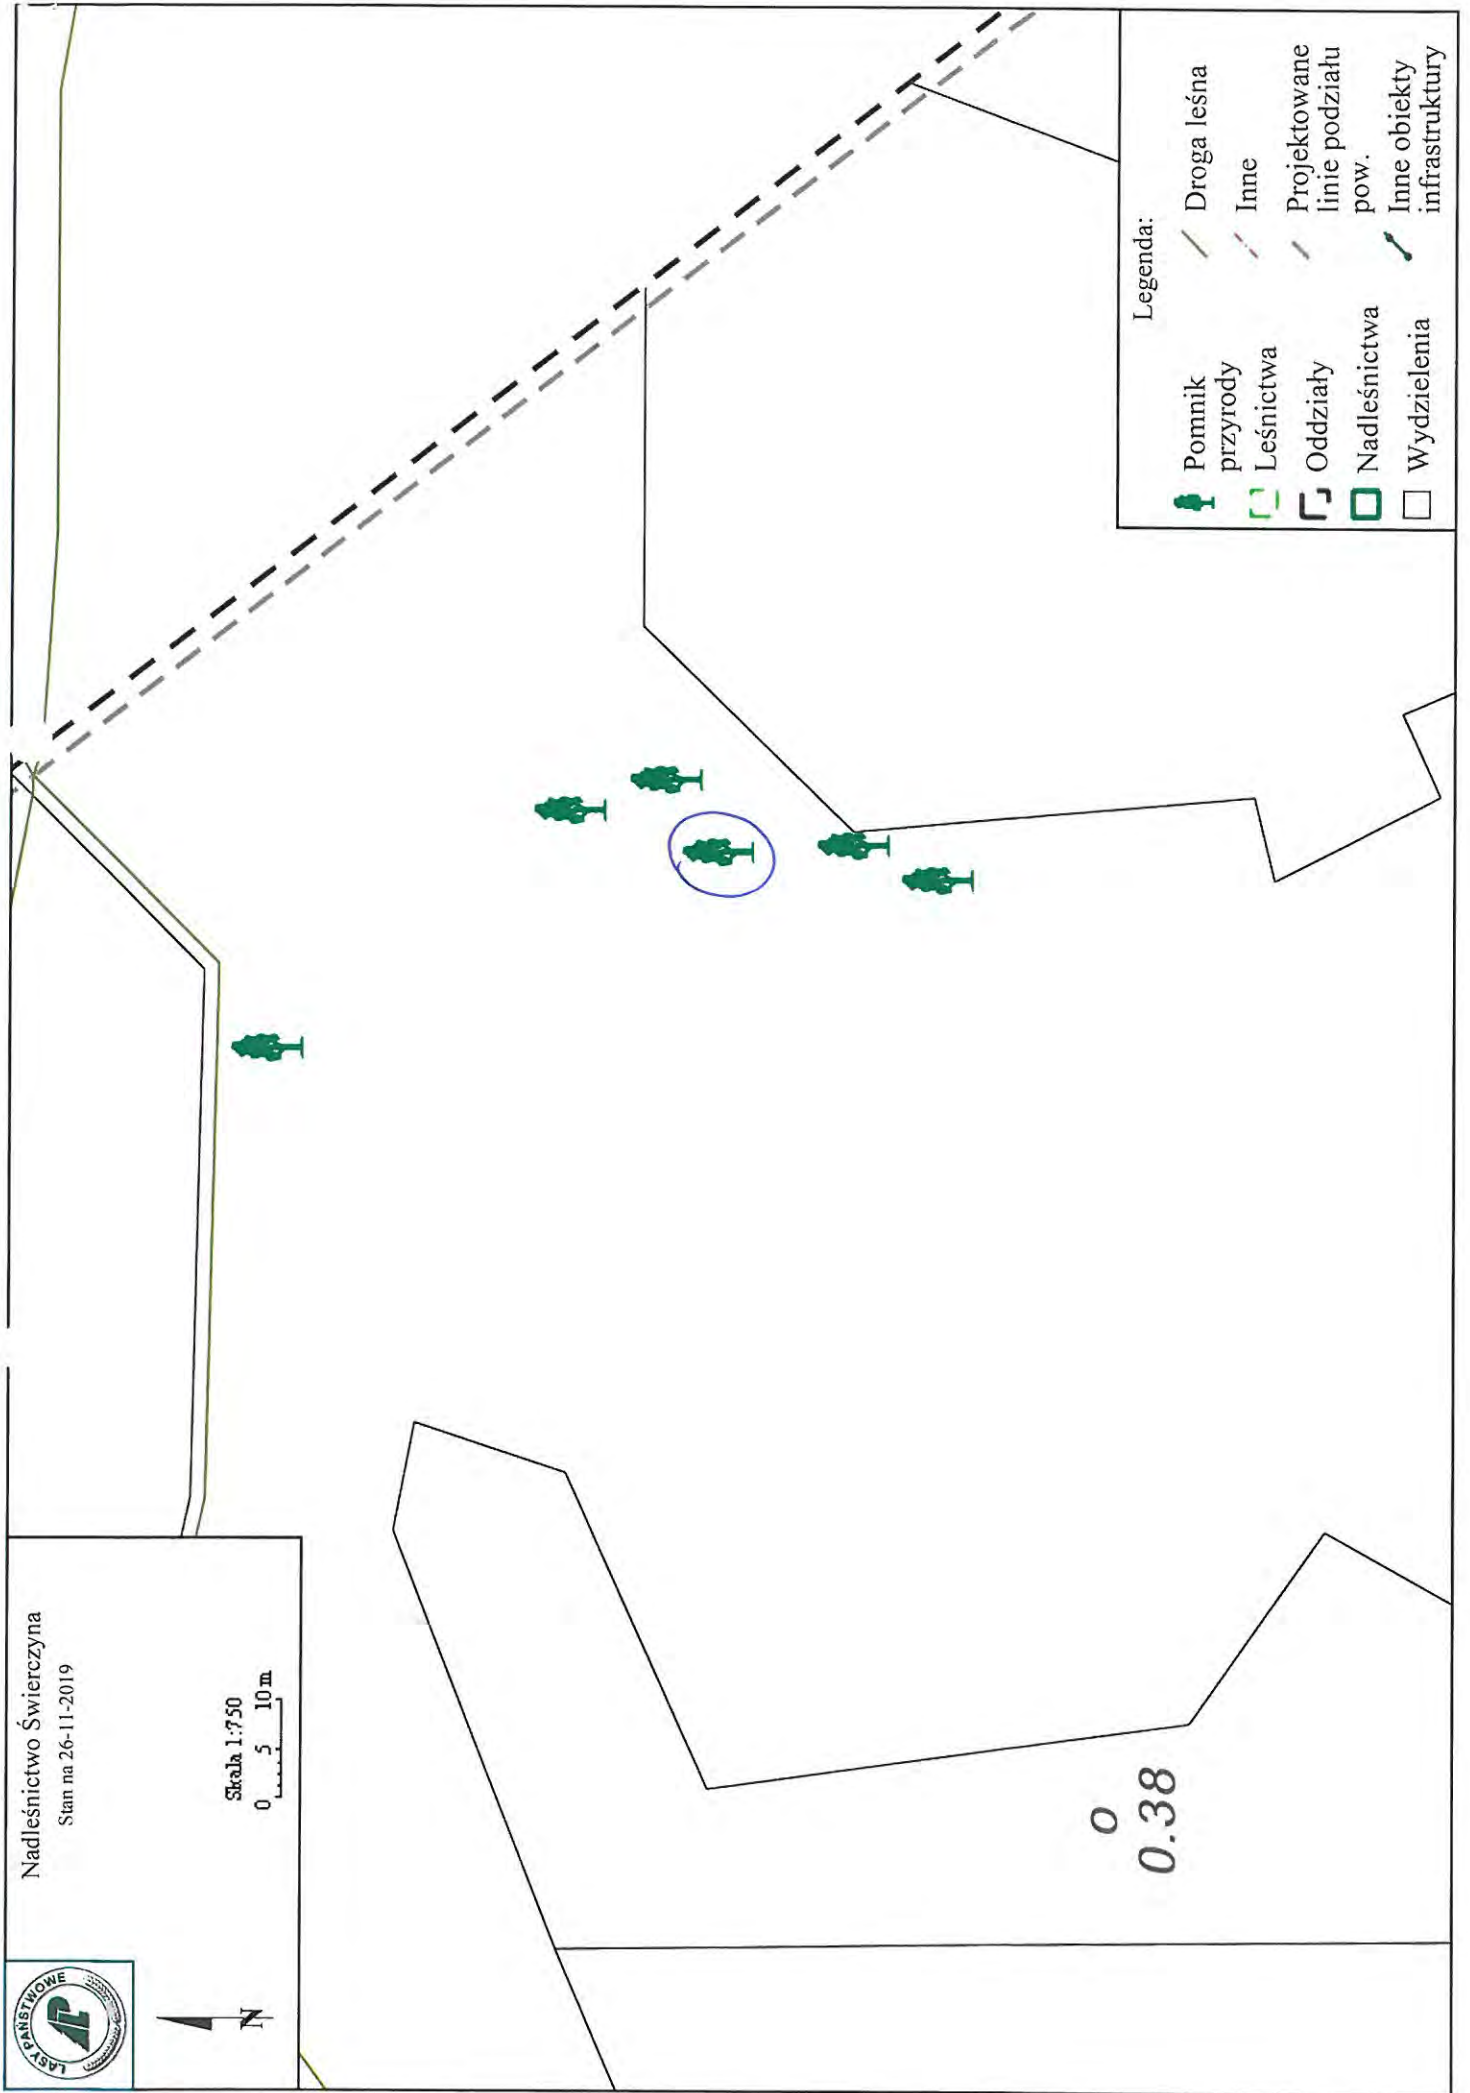 LASY PAŃSTWOWE
Nadleśnictwo Świerczyna
Stan na 26-11-2019
N
Skala 1:750
0 5 10 m
o
0.38
Legenda:
Pomnik
przyrody
Leśnictwa
Oddziały
Nadleśnictwa
Wydzielenia
Droga leśna
Inne
Projektowane
linie podziału
pow.
Inne obiekty
infrastruktury